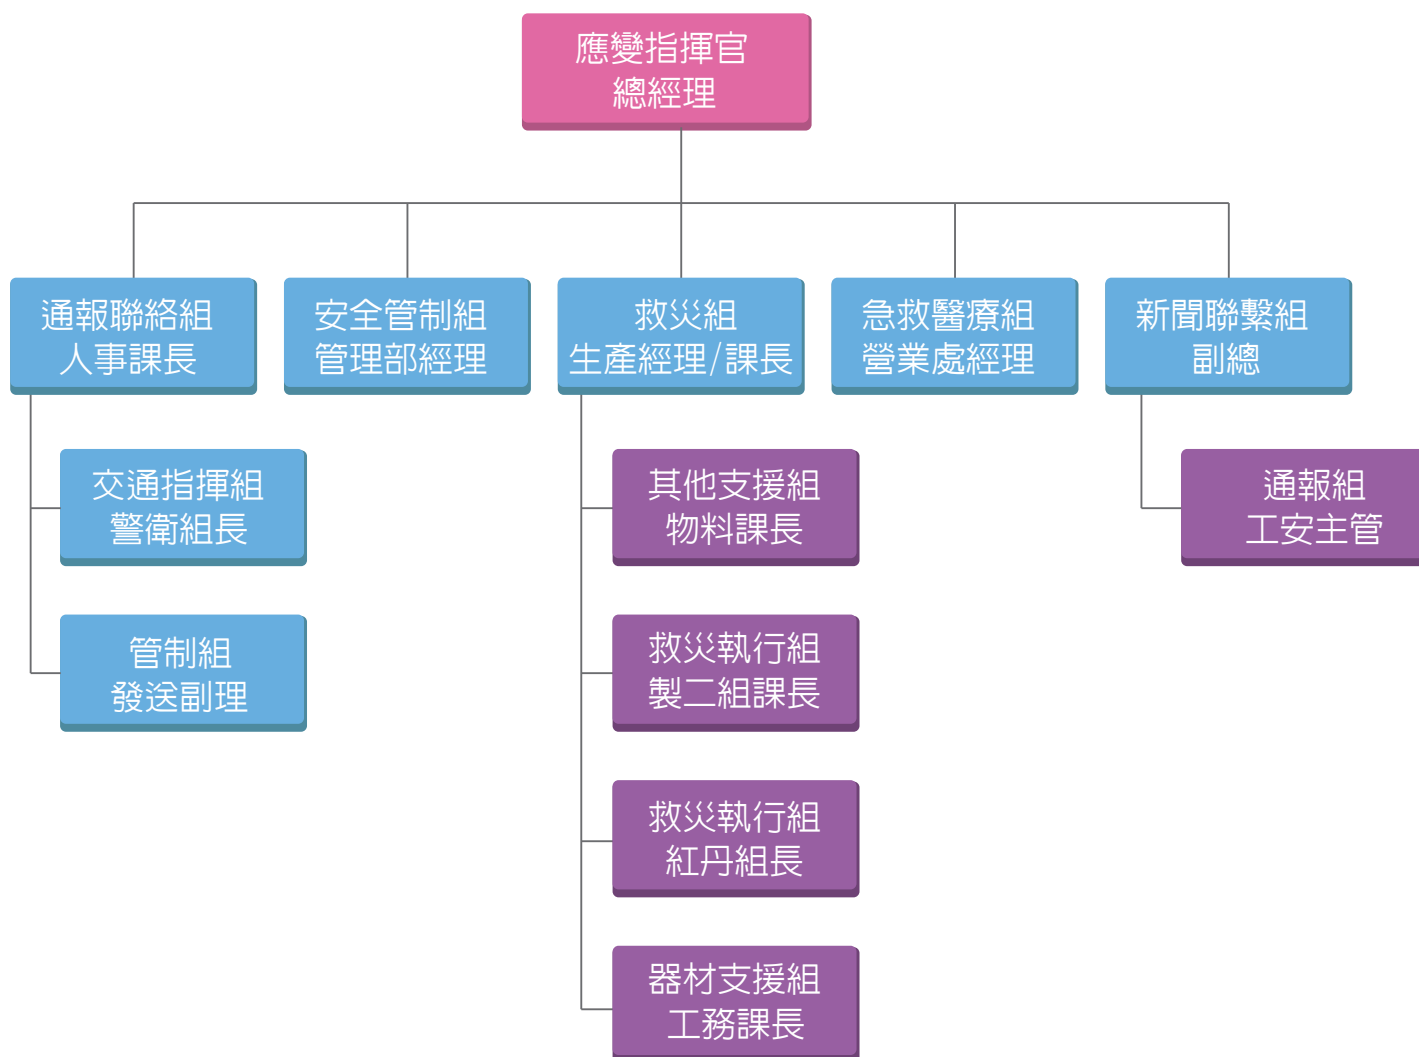 應變指揮官
總經理
通報聯絡組
人事課長
安全管制組
管理部經理
救災組
生產經理/課長
急救醫療組
營業處經理
新聞聯繫組
副總
交通指揮組
警衛組長
管制組
發送副理
其他支援組
物料課長
救災執行組
製二組課長
救災執行組
紅丹組長
器材支援組
工務課長
通報組
工安主管